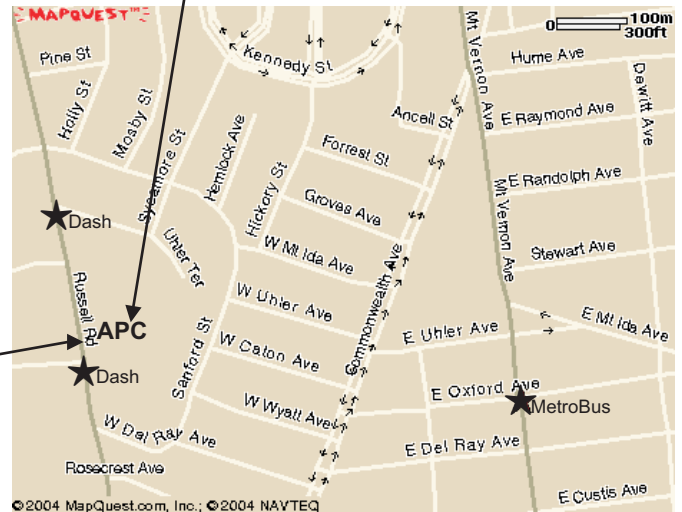 MAPQUEST™
100m
0
300ft
Kennedy St
Mt Vernon Ave
Hume Ave
Pine St
Dewitt Ave
Holly St
Mosby St
Ancell St
E Raymond Ave
Sycamore St
Hemlock Ave
Forrest St
Hickory St
Groves Ave
E Randolph Ave
Mt Vernon Ave
Dash
Uhler Ter
W Mt Ida Ave
Commonwealth Ave
Stewart Ave
Russell Rd
W Uhler Ave
E Mt Ida Ave
APC
E Uhler Ave
Sanford St
W Caton Ave
Dash
E Oxford Ave
MetroBus
W Wyatt Ave
W Del Ray Ave
E Del Ray Ave
Rosecrest Ave
E Custis Ave
©2004 MapQuest.com, Inc.; ©2004 NAVTEQ